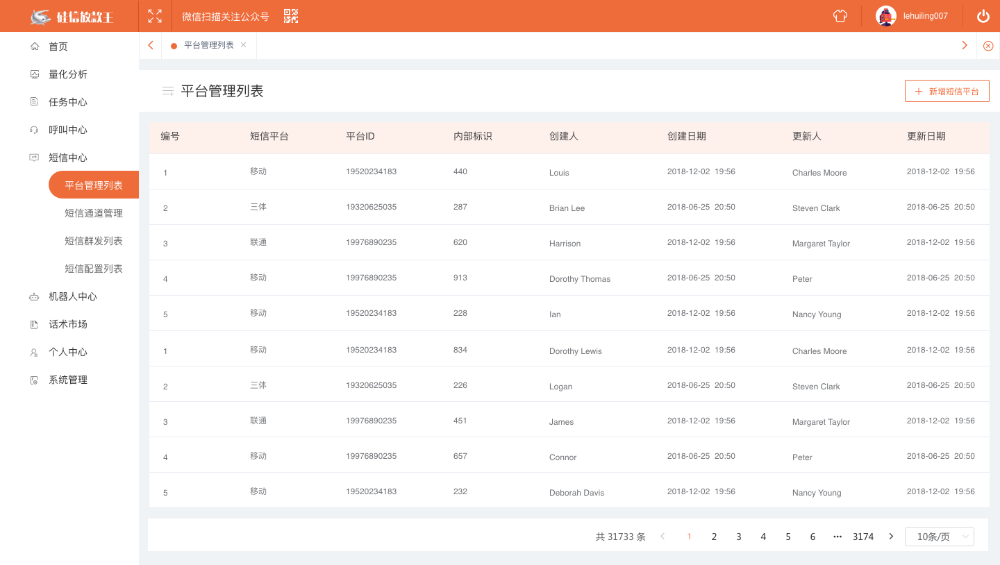 硅信放款王
微信扫描关注公众号
lehuiling007
首页
量化分析
任务中心
呼叫中心
短信中心
平台管理列表
短信通道管理
短信群发列表
短信配置列表
机器人中心
话术市场
个人中心
系统管理
平台管理列表
平台管理列表
新增短信平台
编号 短信平台 平台ID 内部标识 创建人 创建日期 更新人 更新日期
1 移动 19520234183 440 Louis 2018-12-02 19:56 Charles Moore 2018-12-02 19:56
2 三体 19320625035 287 Brian Lee 2018-06-25 20:50 Steven Clark 2018-06-25 20:50
3 联通 19976890235 620 Harrison 2018-12-02 19:56 Margaret Taylor 2018-12-02 19:56
4 移动 19976890235 913 Dorothy Thomas 2018-06-25 20:50 Peter 2018-06-25 20:50
5 移动 19520234183 228 Ian 2018-12-02 19:56 Nancy Young 2018-12-02 19:56
1 移动 19520234183 834 Dorothy Lewis 2018-12-02 19:56 Charles Moore 2018-12-02 19:56
2 三体 19320625035 226 Logan 2018-06-25 20:50 Steven Clark 2018-06-25 20:50
3 联通 19976890235 451 James 2018-12-02 19:56 Margaret Taylor 2018-12-02 19:56
4 移动 19976890235 657 Connor 2018-06-25 20:50 Peter 2018-06-25 20:50
5 移动 19520234183 232 Deborah Davis 2018-12-02 19:56 Nancy Young 2018-12-02 19:56
共 31733 条 1 2 3 4 5 6 ··· 3174 10条/页